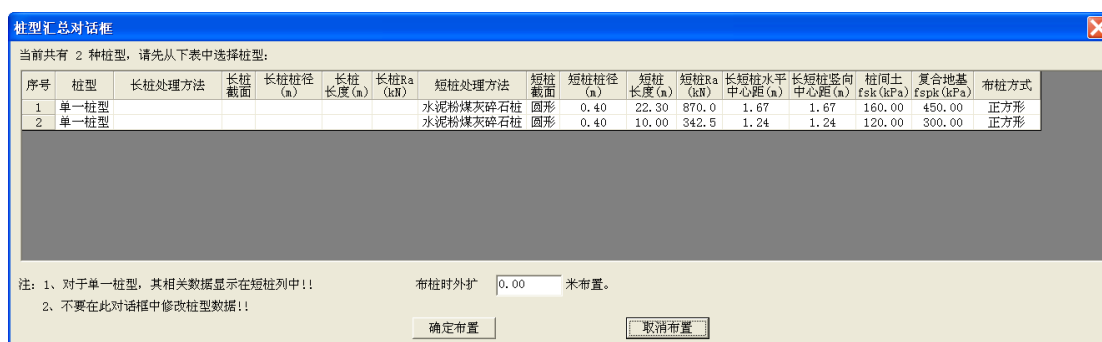 桩型汇总对话框
当前共有 2 种桩型, 请先从下表中选择桩型:
序号 桩型 长桩处理方法 长桩截面 长桩桩径(m) 长桩长度(m) 长桩Ra(kN) 短桩处理方法 短桩截面 短桩桩径(m) 短桩长度(m) 短桩Ra(kN) 长短桩水平中心距(m) 长短桩竖向中心距(m) 桩间土fsk(kPa) 复合地基fspk(kPa) 布桩方式
1 单一桩型 水泥粉煤灰碎石桩 圆形 0.40 22.30 870.0 1.67 1.67 160.00 450.00 正方形
2 单一桩型 水泥粉煤灰碎石桩 圆形 0.40 10.00 342.5 1.24 1.24 120.00 300.00 正方形
注: 1、对于单一桩型, 其相关数据显示在短桩列中!! 布桩时外扩 0.00 米布置。
2、不要在此对话框中修改桩型数据!!
确定布置 取消布置